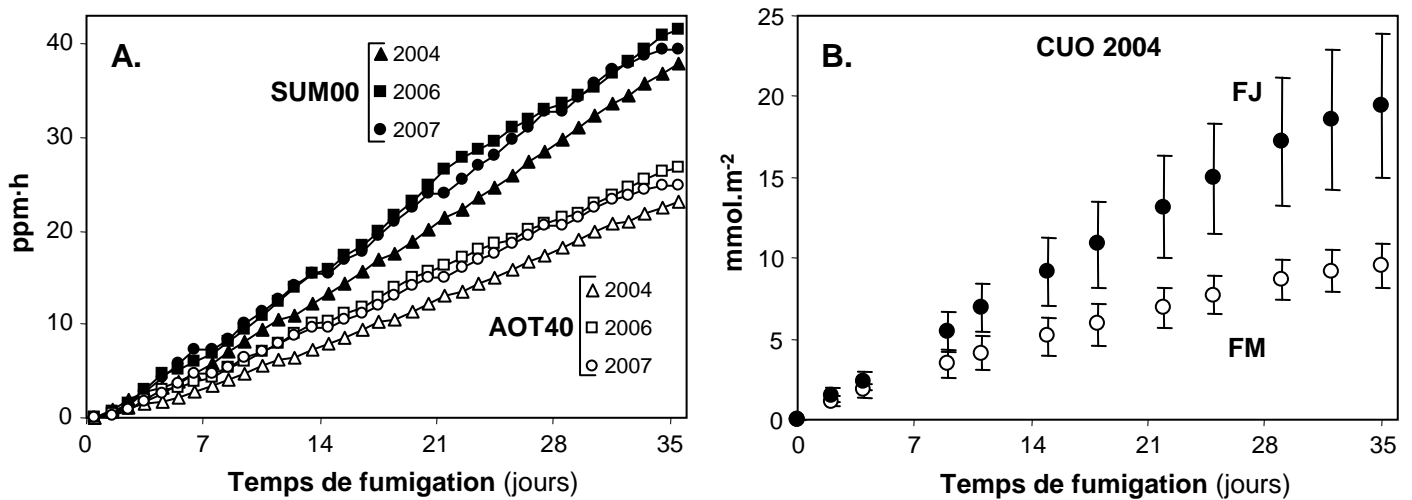 A.
SUM00
2004
2006
2007
AOT40
2004
2006
2007
ppm·h
40
30
20
10
0
0 7 14 21 28 35
Temps de fumigation (jours)
B.
CUO 2004
FJ
FM
mmol.m-2
25
20
15
10
5
0
0 7 14 21 28 35
Temps de fumigation (jours)